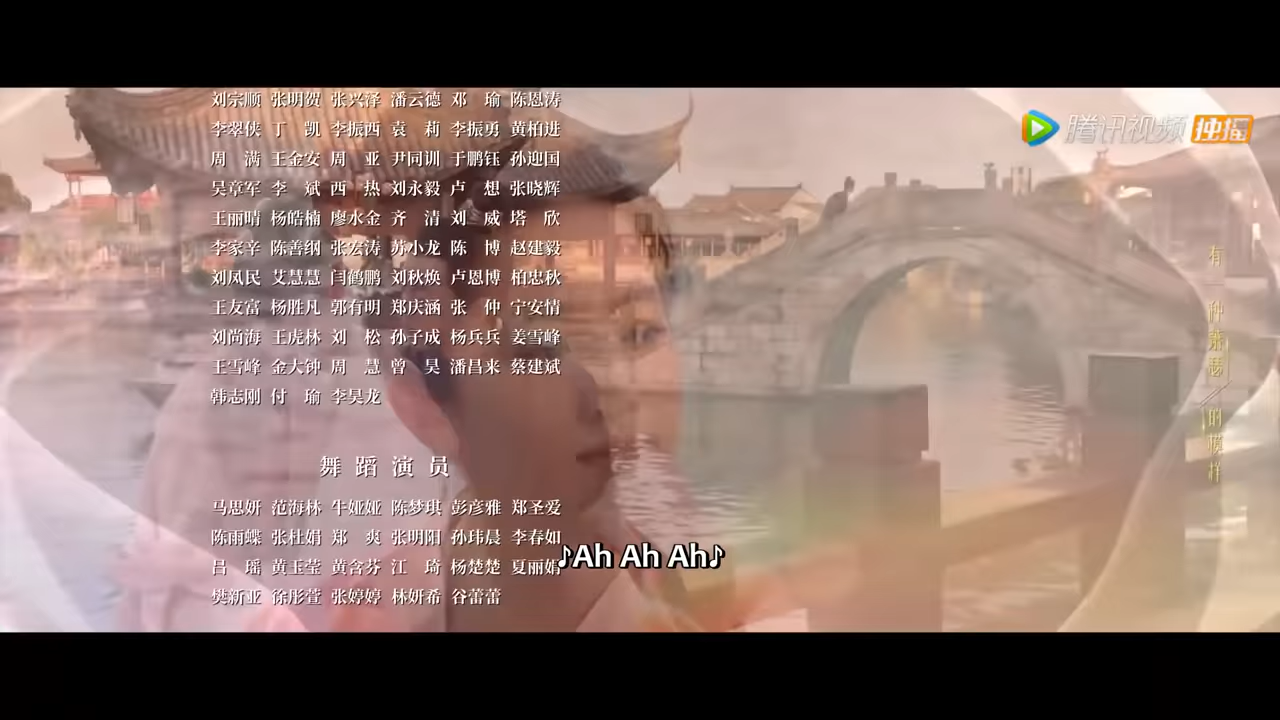 刘宗顺 张明贺 张兴泽 潘云德 邓 瑜 陈恩涛
李翠侠 丁 凯 李振西 袁 莉 李振勇 黄柏进
周 满 王金安 周 亚 尹同训 于鹏钰 孙迎国
吴章军 李 斌 西 热 刘永毅 卢 想 张晓辉
王丽晴 杨皓楠 廖水金 齐 清 刘 威 塔 欣
李家辛 陈善纲 张宏涛 苏小龙 陈 博 赵建毅
刘凤民 艾慧慧 闫鹤鹏 刘秋焕 卢恩博 柏忠秋
王友富 杨胜凡 郭有明 郑庆涵 张 仲 宁安情
刘尚海 王虎林 刘 松 孙子成 杨兵兵 姜雪峰
王雪峰 金大钟 周 慧 曾 昊 潘昌来 蔡建斌
韩志刚 付 瑜 李昊龙
舞蹈演员
马思妍 范海林 牛娅娅 陈梦琪 彭彦雅 郑圣爱
陈雨蝶 张杜娟 郑 爽 张明阳 孙玮晨 李春如
吕 瑶 黄玉莹 黄含芬 江 琦 杨楚楚 夏丽娟
樊新亚 徐彤萱 张婷婷 林妍希 谷蕾蕾
♪Ah Ah Ah♪
腾讯视频 独播
有一种萧瑟的模样